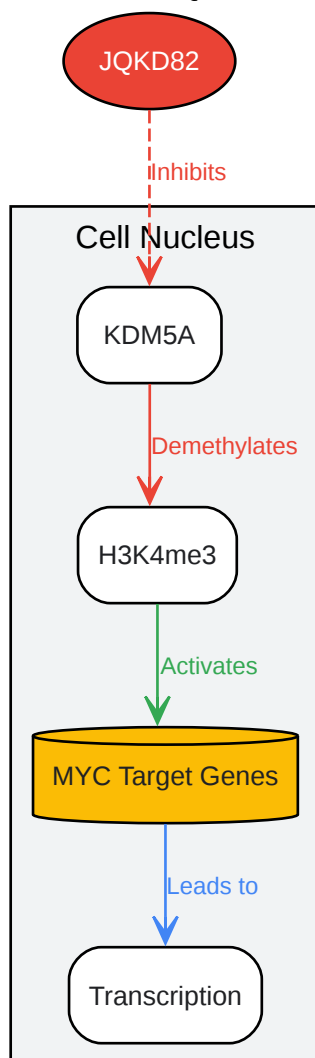 JQKD82
Inhibits
Cell Nucleus
KDM5A
Demethylates
H3K4me3
Activates
MYC Target Genes
Leads to
Transcription